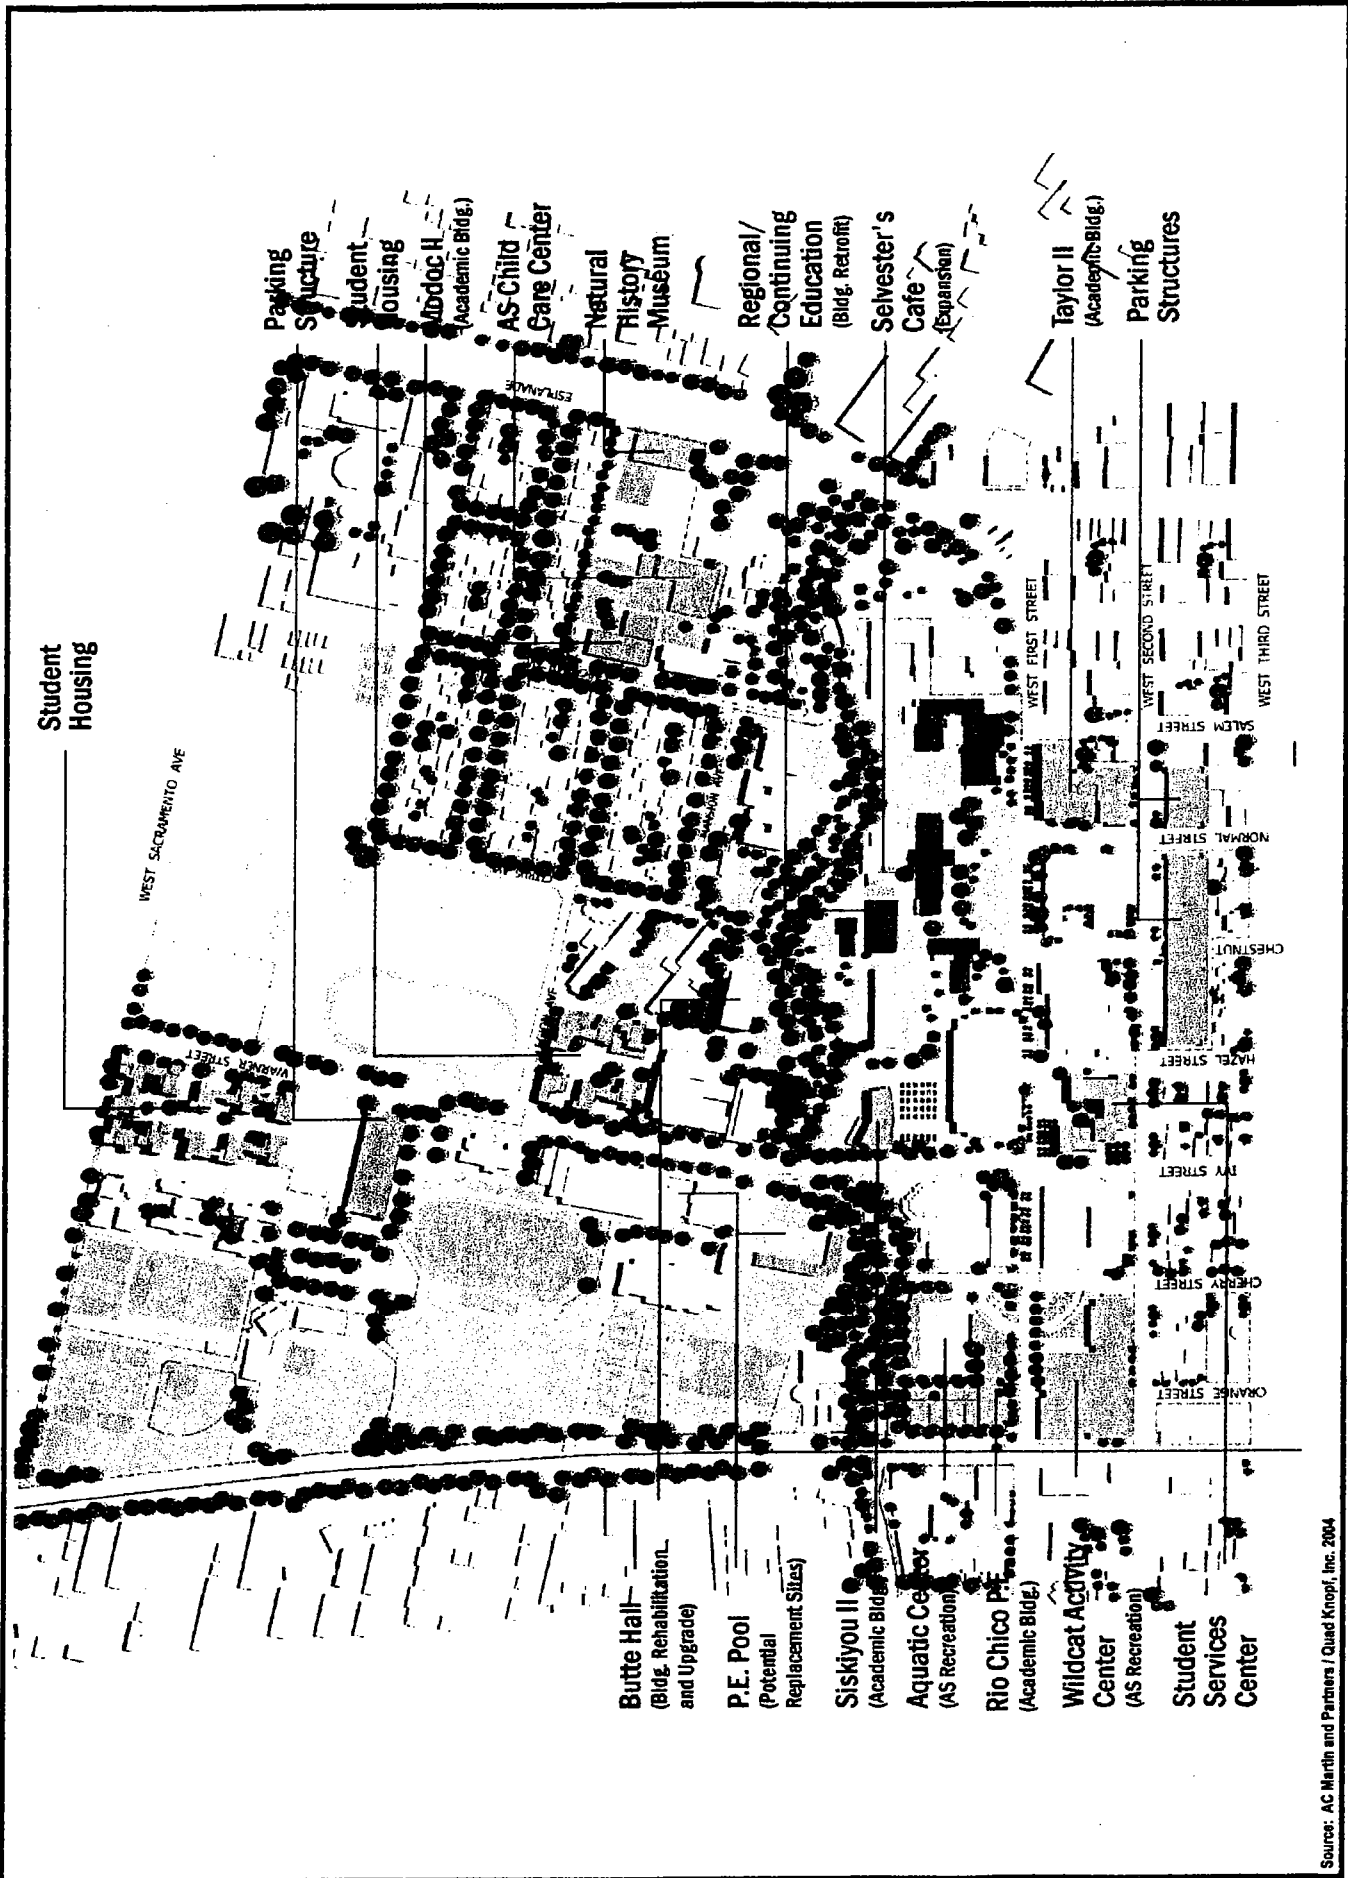 Student
Housing
Parking
Structure
Student
Housing
Modoc II
(Academic Bldg.)
AS Child
Care Center
Natural
History
Museum
Regional/
Continuing
Education
(Bldg. Retrofit)
Selvester's
Cafe
(Expansion)
Taylor II
(Academic Bldg.)
Parking
Structures
WEST SACRAMENTO AVE
WARNER STREET
ESPLANADE
MANSION AVE
WEST FIRST STREET
WEST SECOND STREET
WEST THIRD STREET
SALEM STREET
NORMAL STREET
CHESTNUT
HAZEL STREET
IVY STREET
CHERRY STREET
ORANGE STREET
Butte Hall
(Bldg. Rehabilitation
and Upgrade)
P.E. Pool
(Potential
Replacement Sites)
Siskiyou II
(Academic Bldg.)
Aquatic Center
(AS Recreation)
Rio Chico P.E.
(Academic Bldg.)
Wildcat Activity
Center
(AS Recreation)
Student
Services
Center
Source: AC Martin and Partners / Quad Knopf, Inc. 2004